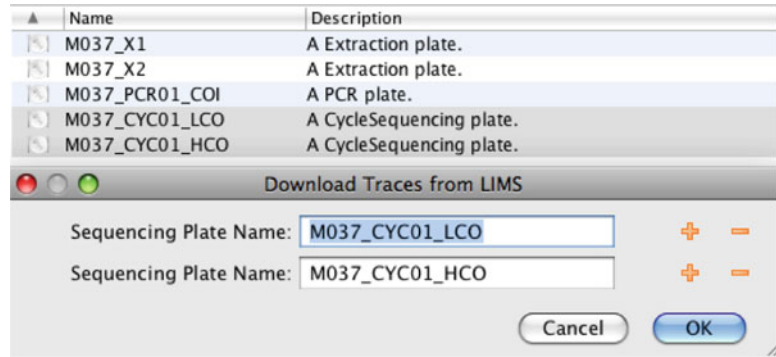 Name Description
M037_X1 A Extraction plate.
M037_X2 A Extraction plate.
M037_PCR01_COI A PCR plate.
M037_CYC01_LCO A CycleSequencing plate.
M037_CYC01_HCO A CycleSequencing plate.
Download Traces from LIMS
Sequencing Plate Name: M037_CYC01_LCO
Sequencing Plate Name: M037_CYC01_HCO
Cancel OK